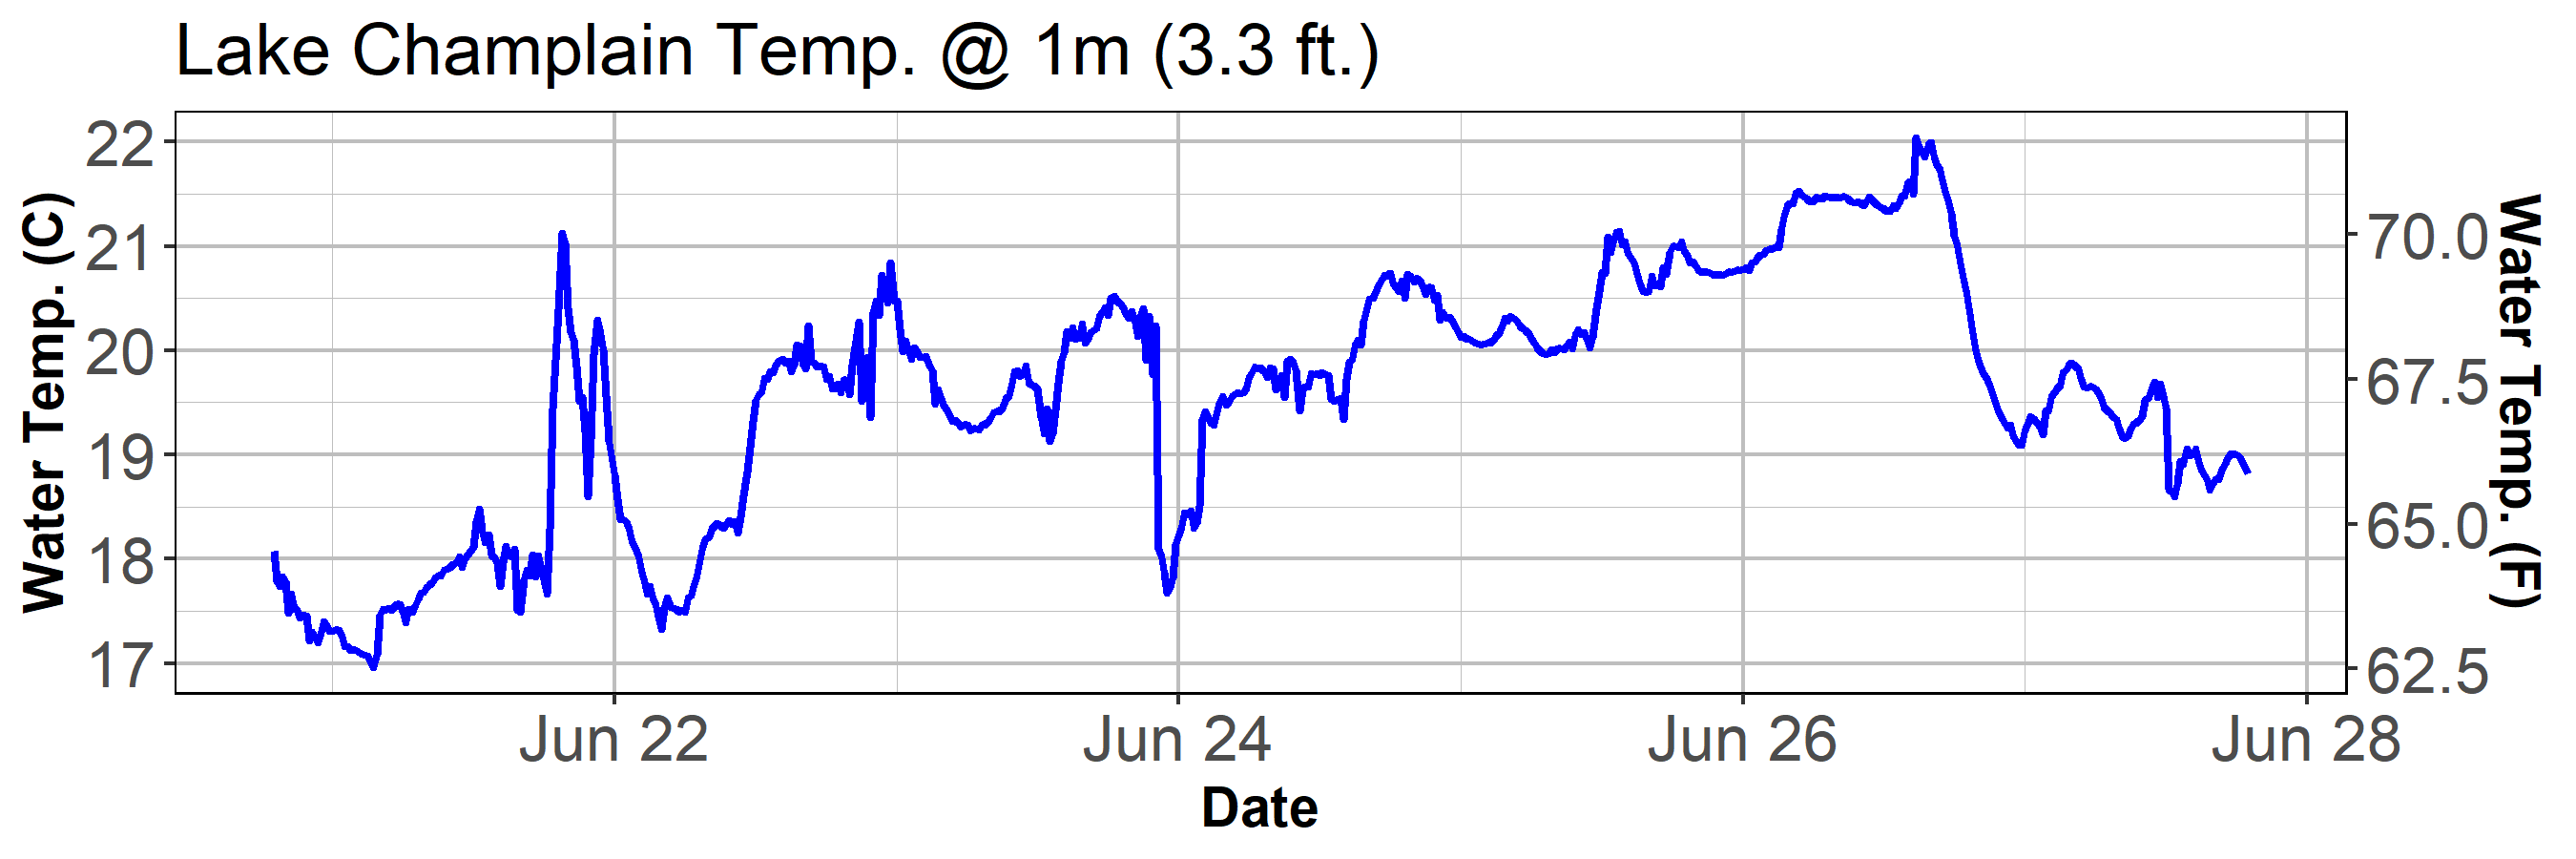 Lake Champlain Temp. @ 1m (3.3 ft.)
Water Temp. (C)
22
21
20
19
18
17
70.0
67.5
65.0
62.5
Water Temp. (F)
Jun 22 Jun 24 Jun 26 Jun 28
Date